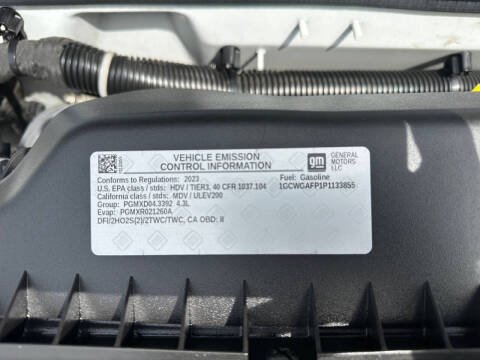 VEHICLE EMISSION
CONTROL INFORMATION
gm
GENERAL
MOTORS
LLC
Conforms to Regulations: 2023
Fuel: Gasoline
U.S. EPA class / stds: HDV / TIER3, 40 CFR 1037.104
1GCWGAFP1P1133855
California class / stds: MDV / ULEV200
Group: PGMXD04.3392 4.3L
Evap: PGMXR021260A
DFI/2HO2S(2)/2TWC/TWC, CA OBD: II